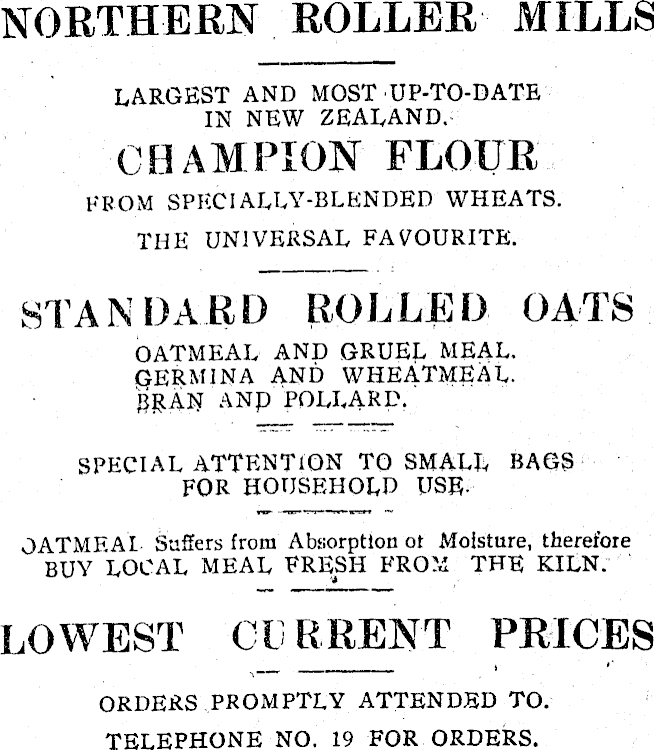 NORTHERN ROLLER MILLS
LARGEST AND MOST UP-TO-DATE
IN NEW ZEALAND.
CHAMPION FLOUR
FROM SPECIALLY-BLENDED WHEATS.
THE UNIVERSAL FAVOURITE.
STANDARD ROLLED OATS
OATMEAL AND GRUEL MEAL.
GERMINA AND WHEATMEAL.
BRAN AND POLLARD.
SPECIAL ATTENTION TO SMALL BAGS
FOR HOUSEHOLD USE.
OATMEAL Suffers from Absorption of Moisture, therefore
BUY LOCAL MEAL FRESH FROM THE KILN.
LOWEST CURRENT PRICES
ORDERS PROMPTLY ATTENDED TO.
TELEPHONE NO. 19 FOR ORDERS.